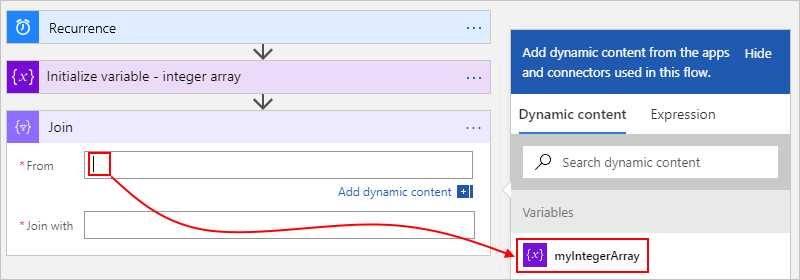 Recurrence ...
{x} Initialize variable - integer array ...
Join ...
*From
Add dynamic content
*Join with
Add dynamic content from the apps
and connectors used in this flow.
Hide
Dynamic content Expression
Search dynamic content
Variables
{x} myIntegerArray